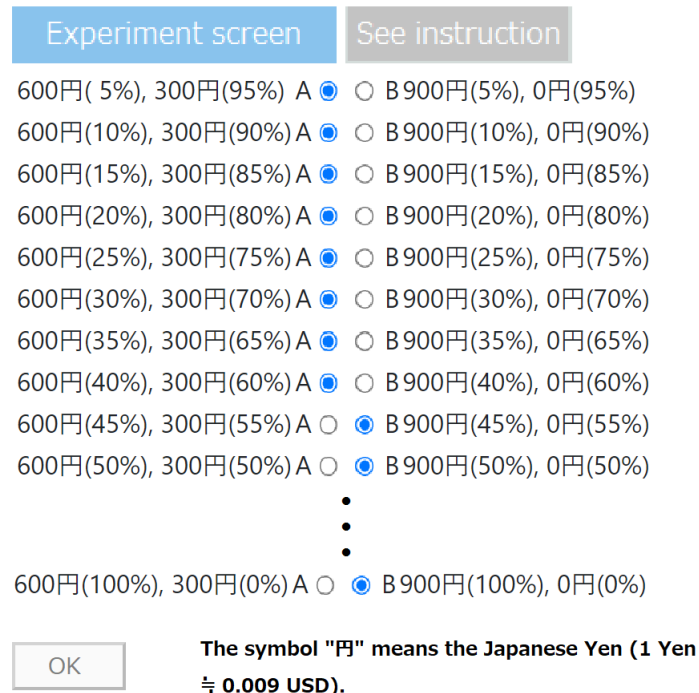 Experiment screen See instruction
600円( 5%), 300円(95%) A B 900円(5%), 0円(95%)
600円(10%), 300円(90%) A B 900円(10%), 0円(90%)
600円(15%), 300円(85%) A B 900円(15%), 0円(85%)
600円(20%), 300円(80%) A B 900円(20%), 0円(80%)
600円(25%), 300円(75%) A B 900円(25%), 0円(75%)
600円(30%), 300円(70%) A B 900円(30%), 0円(70%)
600円(35%), 300円(65%) A B 900円(35%), 0円(65%)
600円(40%), 300円(60%) A B 900円(40%), 0円(60%)
600円(45%), 300円(55%) A B 900円(45%), 0円(55%)
600円(50%), 300円(50%) A B 900円(50%), 0円(50%)
600円(100%), 300円(0%) A B 900円(100%), 0円(0%)
OK
The symbol "円" means the Japanese Yen (1 Yen
≒ 0.009 USD).